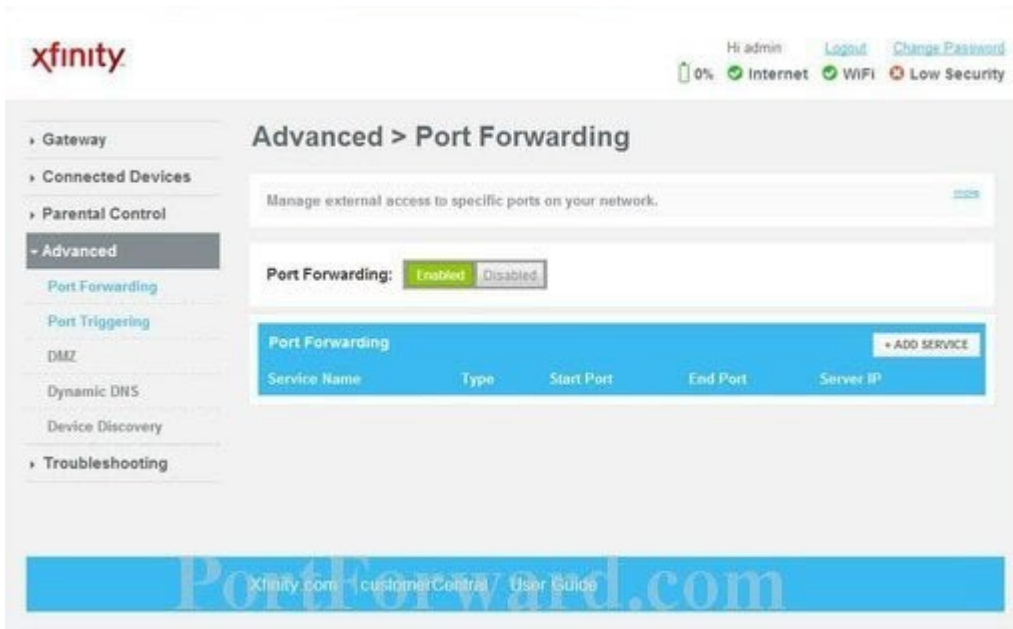 xfinity
Hi admin Logout Change Password
0% Internet WiFi Low Security
Gateway
Connected Devices
Parental Control
Advanced
Port Forwarding
Port Triggering
DMZ
Dynamic DNS
Device Discovery
Troubleshooting
Advanced > Port Forwarding
Manage external access to specific ports on your network.
more
Port Forwarding: Enabled Disabled
Port Forwarding
+ ADD SERVICE
Service Name Type Start Port End Port Server IP
Xfinity.com customerCentral User Guide
PortForward.com